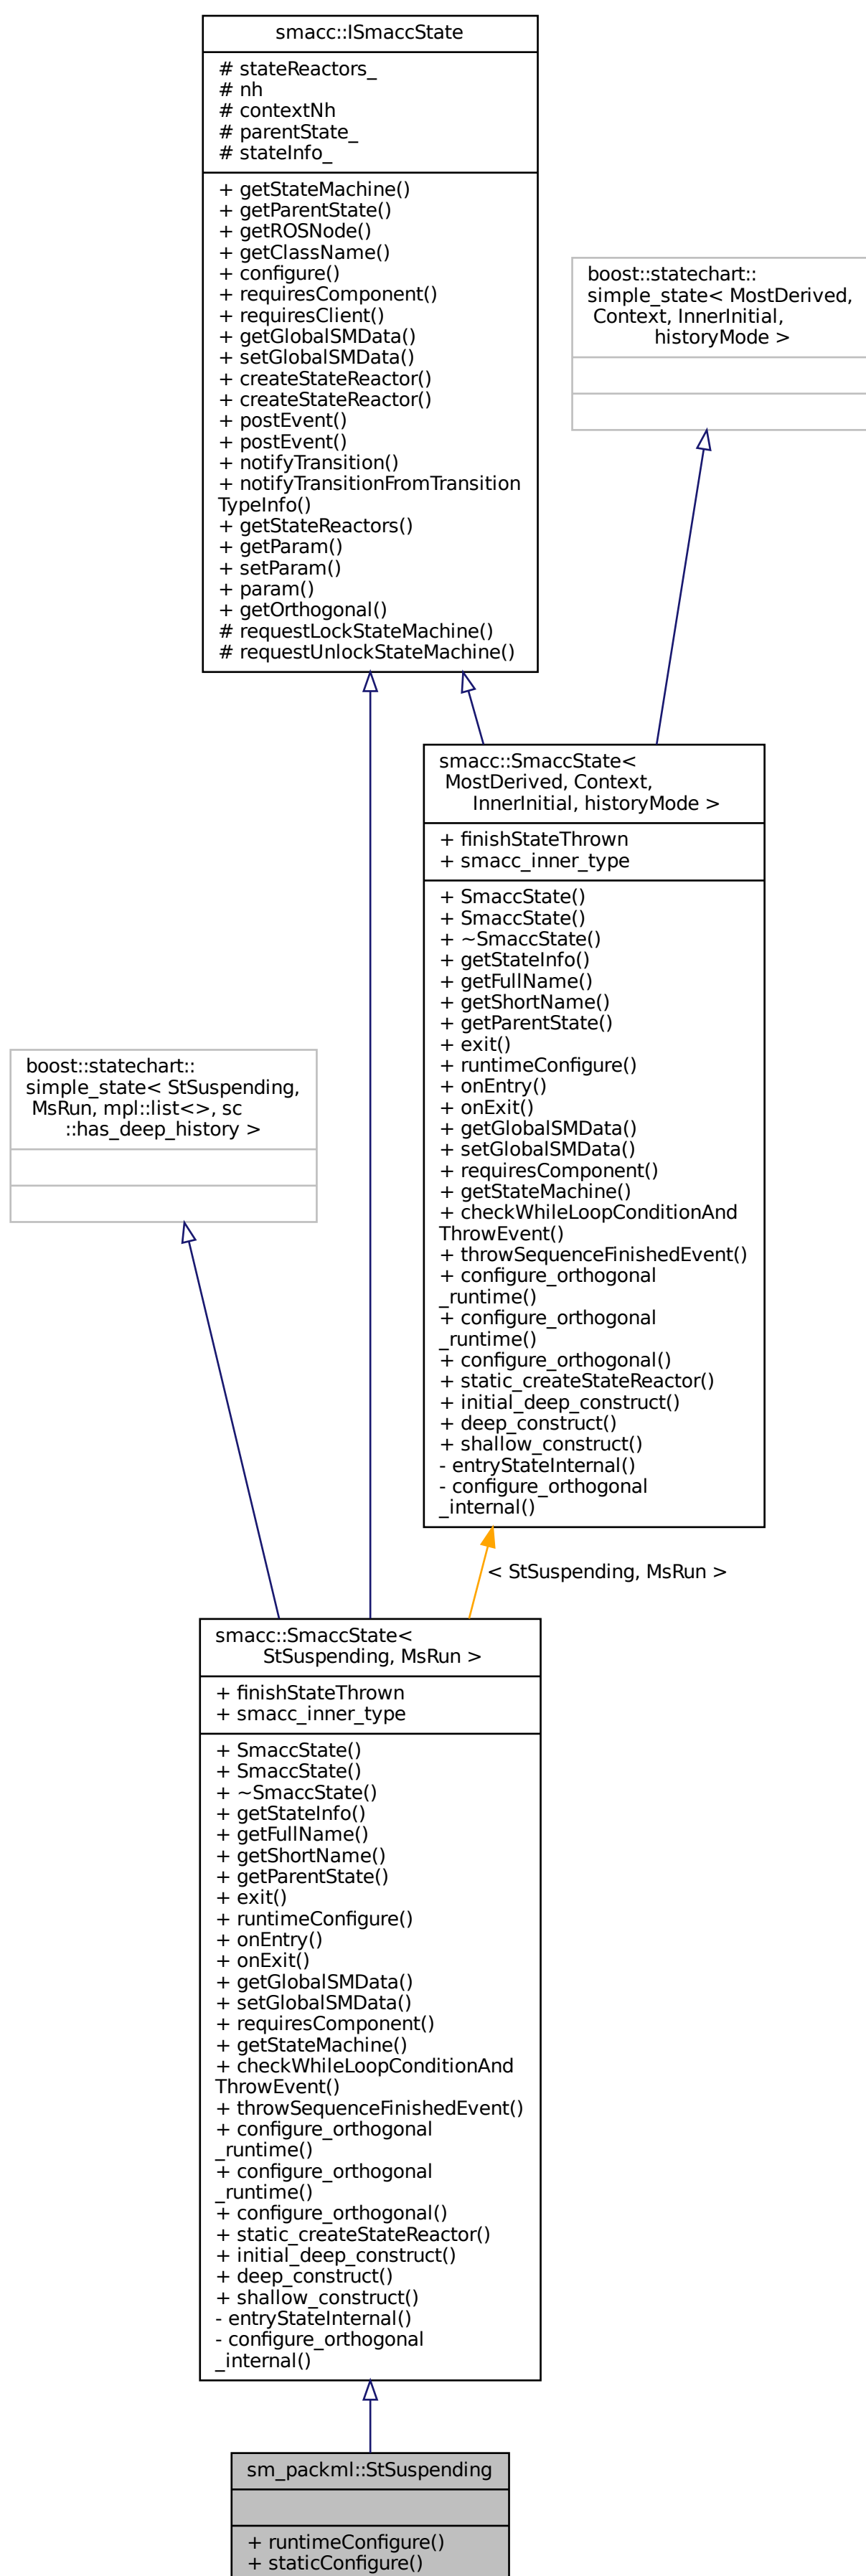 smacc::ISmaccState
# stateReactors_
# nh
# contextNh
# parentState_
# stateInfo_
+ getStateMachine()
+ getParentState()
+ getROSNode()
+ getClassName()
+ configure()
+ requiresComponent()
+ requiresClient()
+ getGlobalSMData()
+ setGlobalSMData()
+ createStateReactor()
+ createStateReactor()
+ postEvent()
+ postEvent()
+ notifyTransition()
+ notifyTransitionFromTransition
TypeInfo()
+ getStateReactors()
+ getParam()
+ setParam()
+ param()
+ getOrthogonal()
# requestLockStateMachine()
# requestUnlockStateMachine()
boost::statechart::
simple_state< MostDerived,
Context, InnerInitial,
historyMode >
smacc::SmaccState<
MostDerived, Context,
InnerInitial, historyMode >
+ finishStateThrown
+ smacc_inner_type
+ SmaccState()
+ SmaccState()
+ ~SmaccState()
+ getStateInfo()
+ getFullName()
+ getShortName()
+ getParentState()
+ exit()
+ runtimeConfigure()
+ onEntry()
+ onExit()
+ getGlobalSMData()
+ setGlobalSMData()
+ requiresComponent()
+ getStateMachine()
+ checkWhileLoopConditionAnd
ThrowEvent()
+ throwSequenceFinishedEvent()
+ configure_orthogonal
_runtime()
+ configure_orthogonal
_runtime()
+ configure_orthogonal()
+ static_createStateReactor()
+ initial_deep_construct()
+ deep_construct()
+ shallow_construct()
- entryStateInternal()
- configure_orthogonal
_internal()
boost::statechart::
simple_state< StSuspending,
MsRun, mpl::list<>, sc
::has_deep_history >
< StSuspending, MsRun >
smacc::SmaccState<
StSuspending, MsRun >
+ finishStateThrown
+ smacc_inner_type
+ SmaccState()
+ SmaccState()
+ ~SmaccState()
+ getStateInfo()
+ getFullName()
+ getShortName()
+ getParentState()
+ exit()
+ runtimeConfigure()
+ onEntry()
+ onExit()
+ getGlobalSMData()
+ setGlobalSMData()
+ requiresComponent()
+ getStateMachine()
+ checkWhileLoopConditionAnd
ThrowEvent()
+ throwSequenceFinishedEvent()
+ configure_orthogonal
_runtime()
+ configure_orthogonal
_runtime()
+ configure_orthogonal()
+ static_createStateReactor()
+ initial_deep_construct()
+ deep_construct()
+ shallow_construct()
- entryStateInternal()
- configure_orthogonal
_internal()
sm_packml::StSuspending
+ runtimeConfigure()
+ staticConfigure()